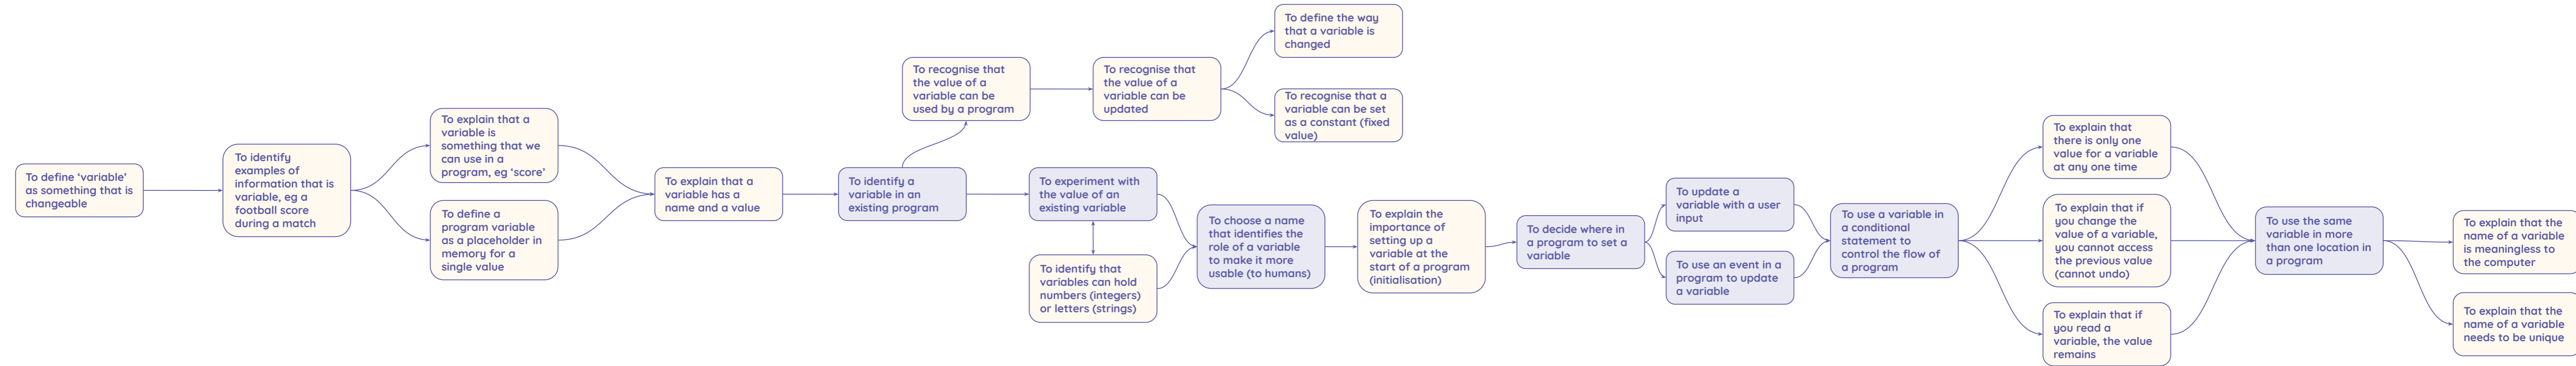 To define ‘variable’
as something that is
changeable
To identify
examples of
information that is
variable, eg a
football score
during a match
To explain that a
variable is
something that we
can use in a
program, eg ‘score’
To define a
program variable
as a placeholder in
memory for a
single value
To explain that a
variable has a
name and a value
To identify a
variable in an
existing program
To recognise that
the value of a
variable can be
used by a program
To recognise that
the value of a
variable can be
updated
To define the way
that a variable is
changed
To recognise that a
variable can be set
as a constant (fixed
value)
To experiment with
the value of an
existing variable
To identify that
variables can hold
numbers (integers)
or letters (strings)
To choose a name
that identifies the
role of a variable
to make it more
usable (to humans)
To explain the
importance of
setting up a
variable at the
start of a program
(initialisation)
To decide where in
a program to set a
variable
To update a
variable with a user
input
To use an event in a
program to update
a variable
To use a variable in
a conditional
statement to
control the flow of
a program
To explain that
there is only one
value for a variable
at any one time
To explain that if
you change the
value of a variable,
you cannot access
the previous value
(cannot undo)
To explain that if
you read a
variable, the value
remains
To use the same
variable in more
than one location in
a program
To explain that the
name of a variable
is meaningless to
the computer
To explain that the
name of a variable
needs to be unique